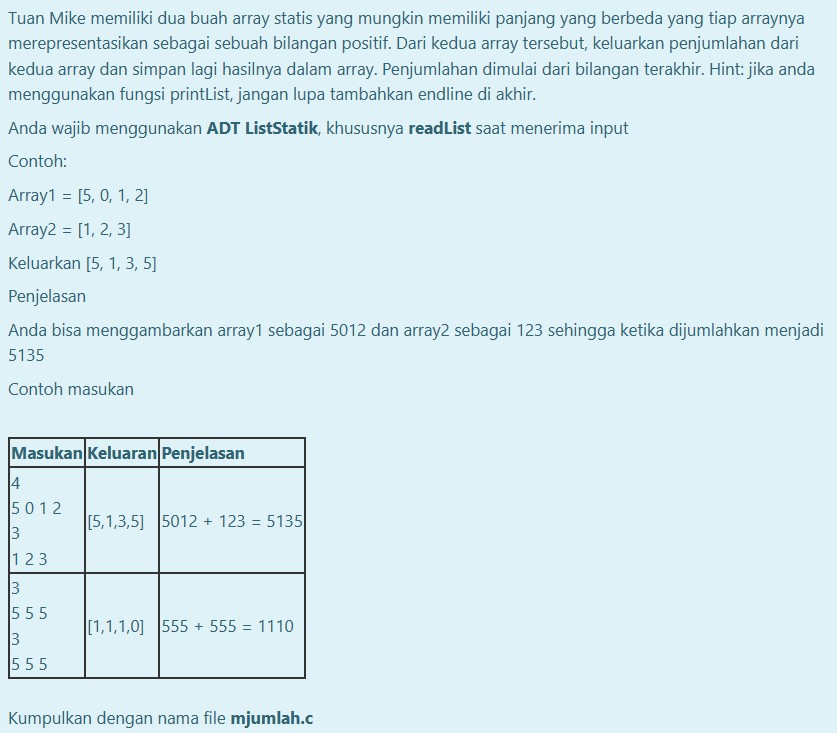 Tuan Mike memiliki dua buah array statis yang mungkin memiliki panjang yang berbeda yang tiap arraynya
merepresentasikan sebagai sebuah bilangan positif. Dari kedua array tersebut, keluarkan penjumlahan dari
kedua array dan simpan lagi hasilnya dalam array. Penjumlahan dimulai dari bilangan terakhir. Hint: jika anda
menggunakan fungsi printList, jangan lupa tambahkan endline di akhir.
Anda wajib menggunakan ADT ListStatik, khususnya readList saat menerima input
Contoh:
Array1 = [5, 0, 1, 2]
Array2 = [1, 2, 3]
Keluarkan [5, 1, 3, 5]
Penjelasan
Anda bisa menggambarkan array1 sebagai 5012 dan array2 sebagai 123 sehingga ketika dijumlahkan menjadi
5135
Contoh masukan
Masukan Keluaran Penjelasan
4
5 0 1 2
3
1 2 3
[5,1,3,5]
5012 + 123 = 5135
3
5 5 5
3
5 5 5
[1,1,1,0]
555 + 555 = 1110
Kumpulkan dengan nama file mjumlah.c